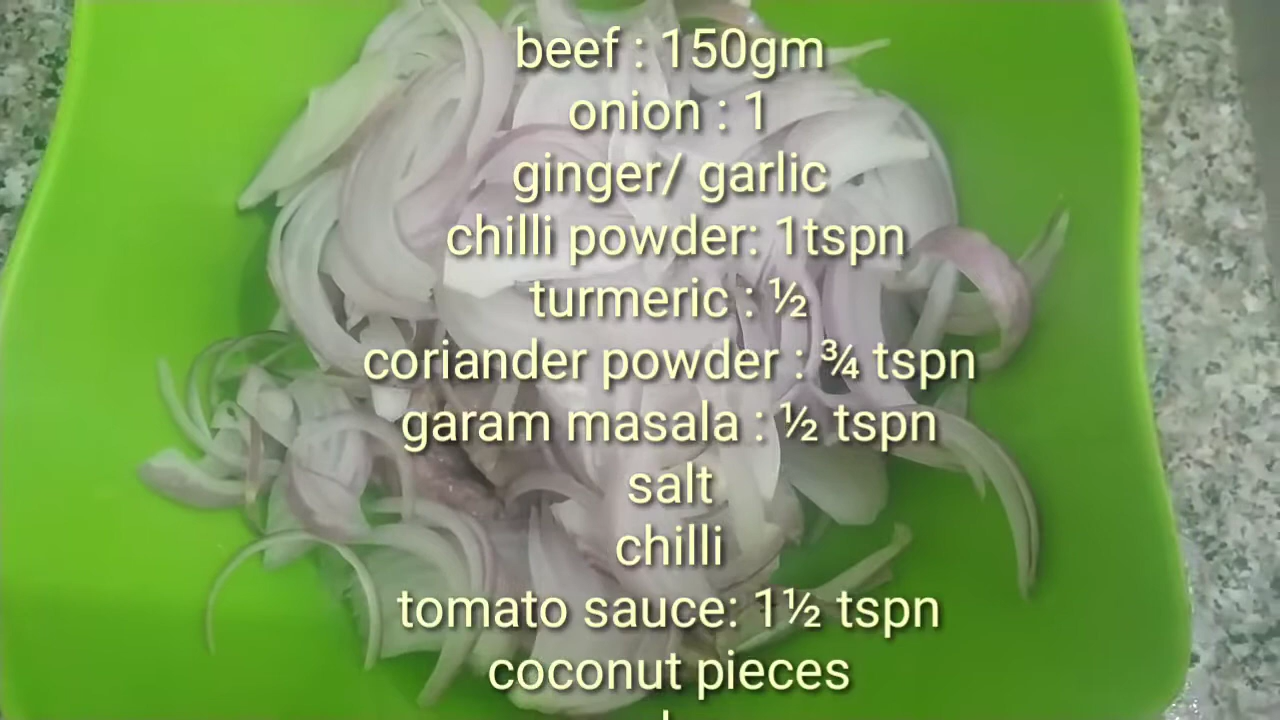 beef : 150gm
onion : 1
ginger/ garlic
chilli powder: 1tspn
turmeric : ½
coriander powder : ¾ tspn
garam masala : ½ tspn
salt
chilli
tomato sauce: 1½ tspn
coconut pieces